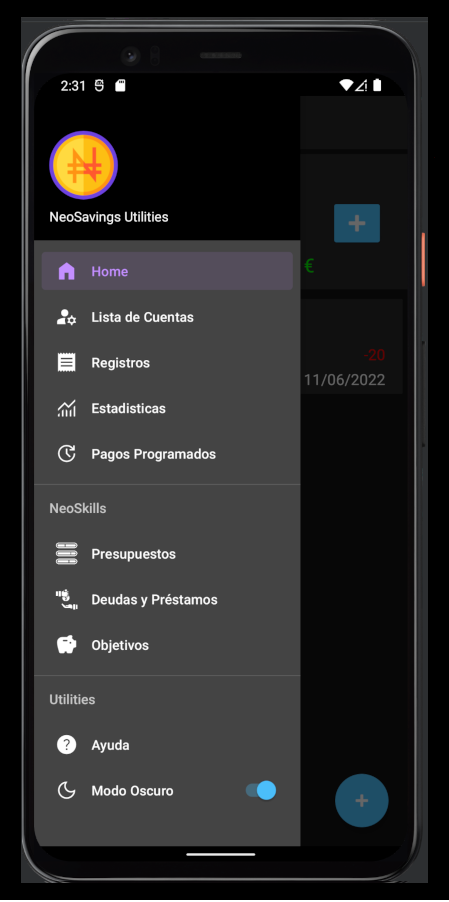 2:31
NeoSavings Utilities
Home
€
Lista de Cuentas
Registros
-20
11/06/2022
Estadisticas
Pagos Programados
NeoSkills
Presupuestos
Deudas y Préstamos
Objetivos
Utilities
Ayuda
Modo Oscuro